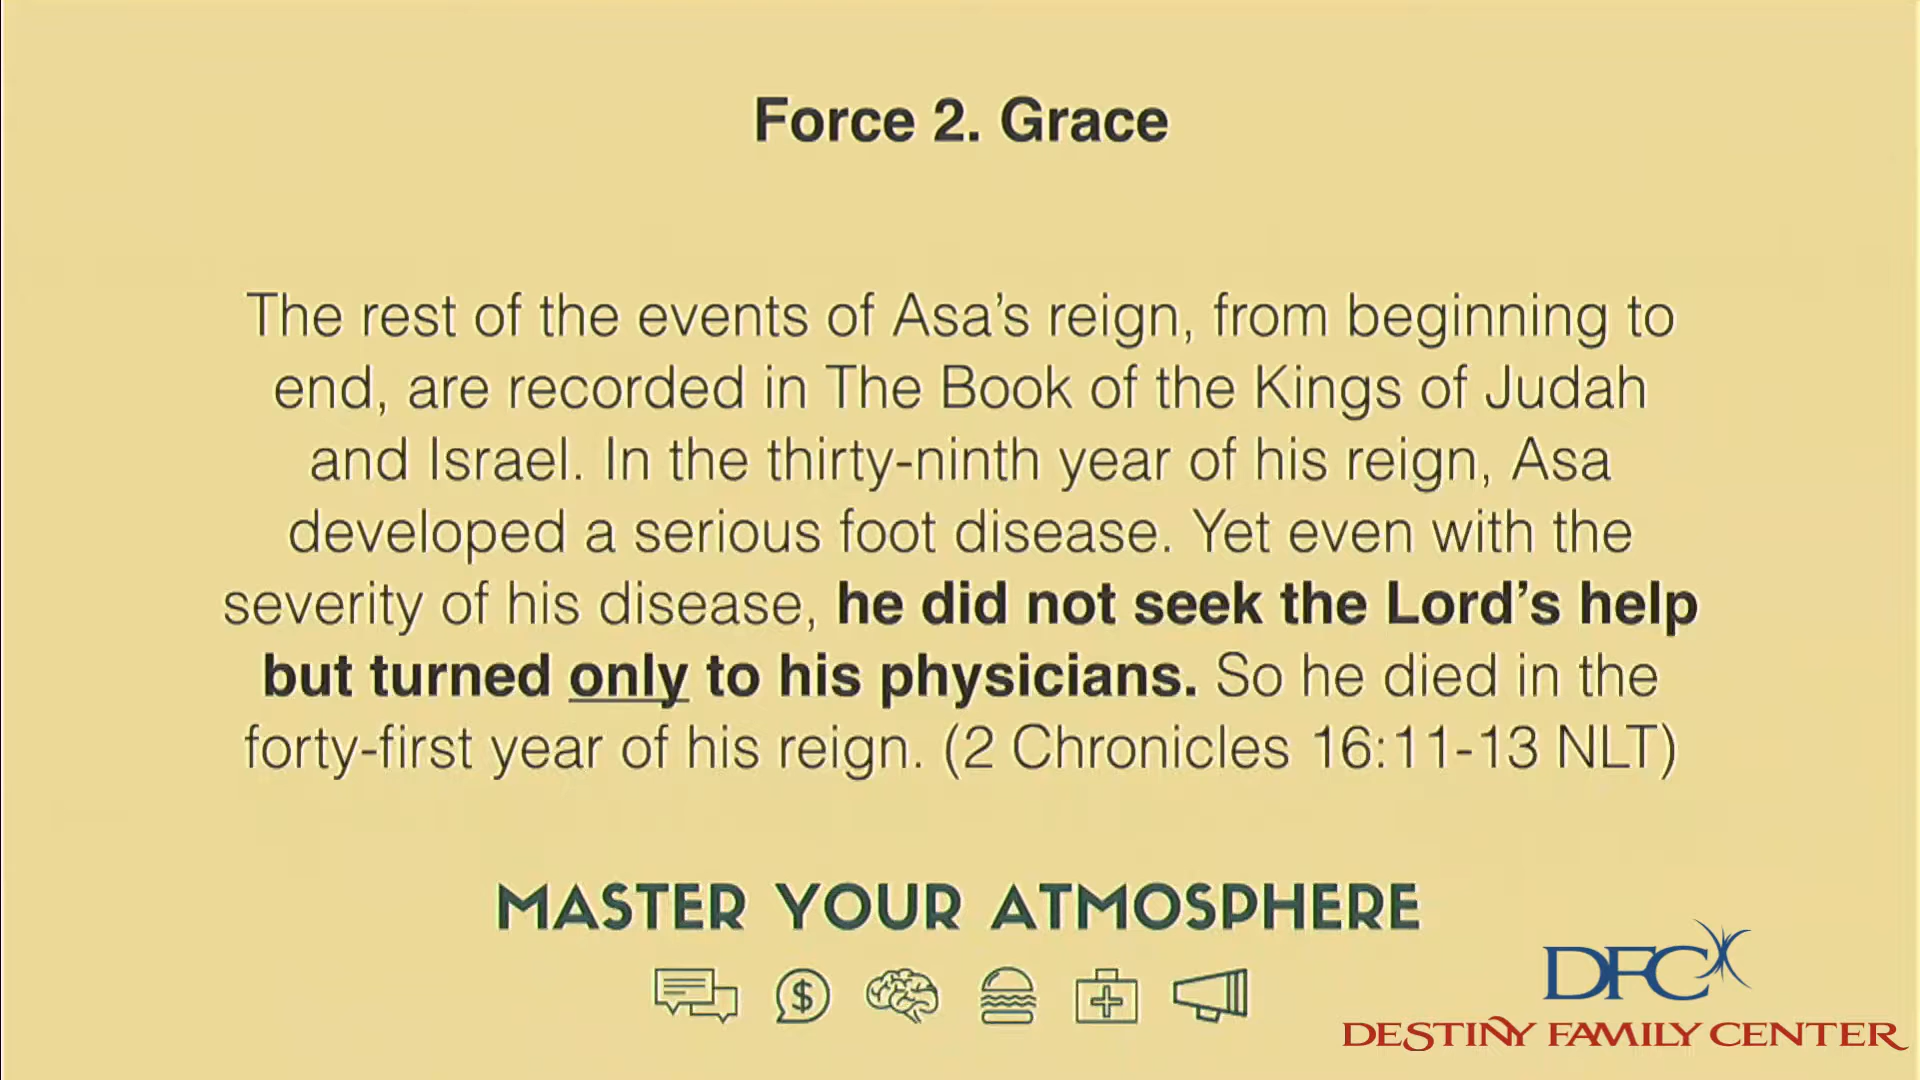 Force 2. Grace
The rest of the events of Asa’s reign, from beginning to
end, are recorded in The Book of the Kings of Judah
and Israel. In the thirty-ninth year of his reign, Asa
developed a serious foot disease. Yet even with the
severity of his disease, he did not seek the Lord’s help
but turned only to his physicians. So he died in the
forty-first year of his reign. (2 Chronicles 16:11-13 NLT)
MASTER YOUR ATMOSPHERE
$
DFC
DESTINY FAMILY CENTER